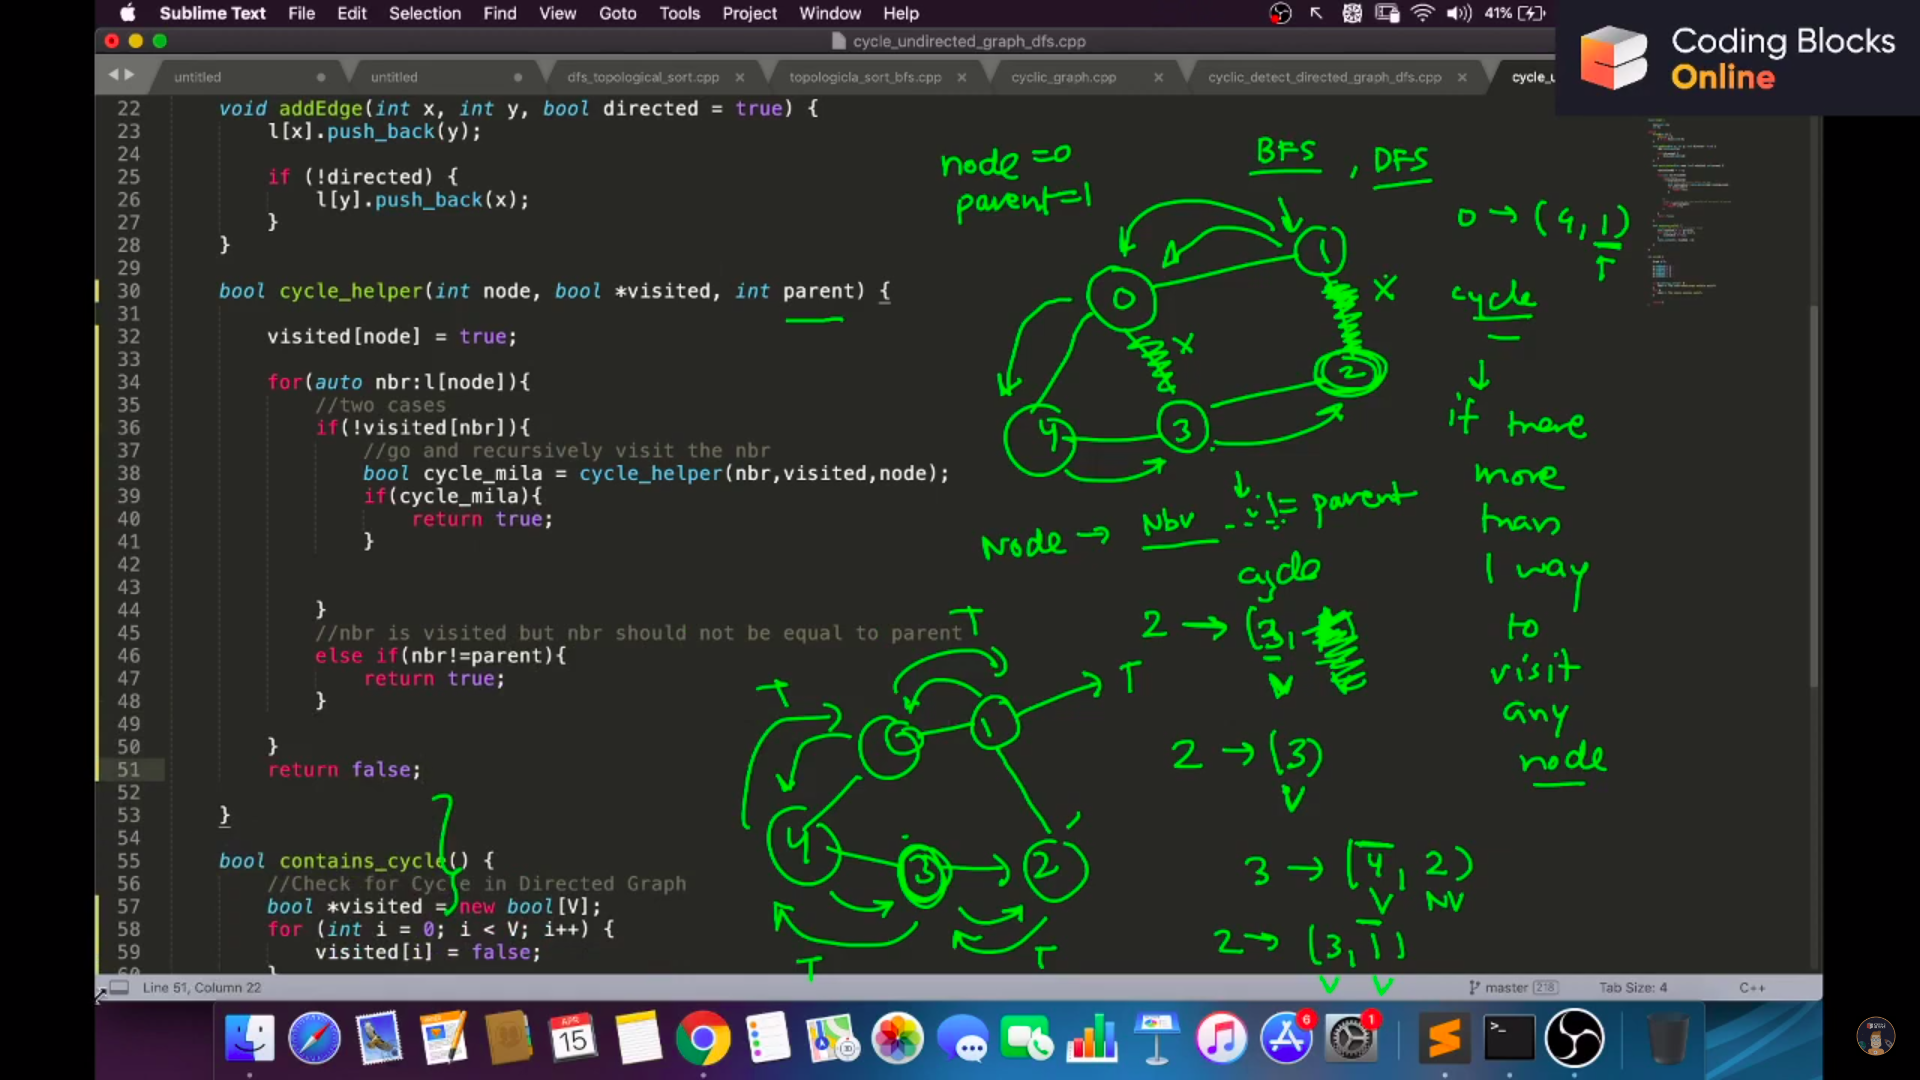 Sublime Text File Edit Selection Find View Goto Tools Project Window Help 41%
Coding Blocks
Online
cycle_undirected_graph_dfs.cpp
untitled untitled dfs_topological_sort.cpp topologicla_sort_bfs.cpp cyclic_graph.cpp cyclic_detect_directed_graph_dfs.cpp cycle_u
22 void addEdge(int x, int y, bool directed = true) {
23 l[x].push_back(y);
24
25 if (!directed) {
26 l[y].push_back(x);
27 }
28 }
29
30 bool cycle_helper(int node, bool *visited, int parent) {
31
32 visited[node] = true;
33
34 for(auto nbr:l[node]){
35 //two cases
36 if(!visited[nbr]){
37 //go and recursively visit the nbr
38 bool cycle_mila = cycle_helper(nbr,visited,node);
39 if(cycle_mila){
40 return true;
41 }
42
43
44 }
45 //nbr is visited but nbr should not be equal to parent
46 else if(nbr!=parent){
47 return true;
48 }
49
50 }
51 return false;
52
53 }
54
55 bool contains_cycle() {
56 //Check for Cycle in Directed Graph
57 bool *visited = new bool[V];
58 for (int i = 0; i < V; i++) {
59 visited[i] = false;
60 }
node =0
parent=1
BFS , DFS
0 → (4, 1)
T
1
0
x
x
2
4
3
cycle
if there
more
than
1 way
to
visit
any
node
Node → Nbr != parent
cycle
2 → (3,
V
2 → (3)
V
3 → (4, 2)
V NV
2 → (3, 1)
V V
T
T
T
1
4
3
2
T
T
Line 51, Column 22
master 218
Tab Size: 4
C++
APR
15
6
1